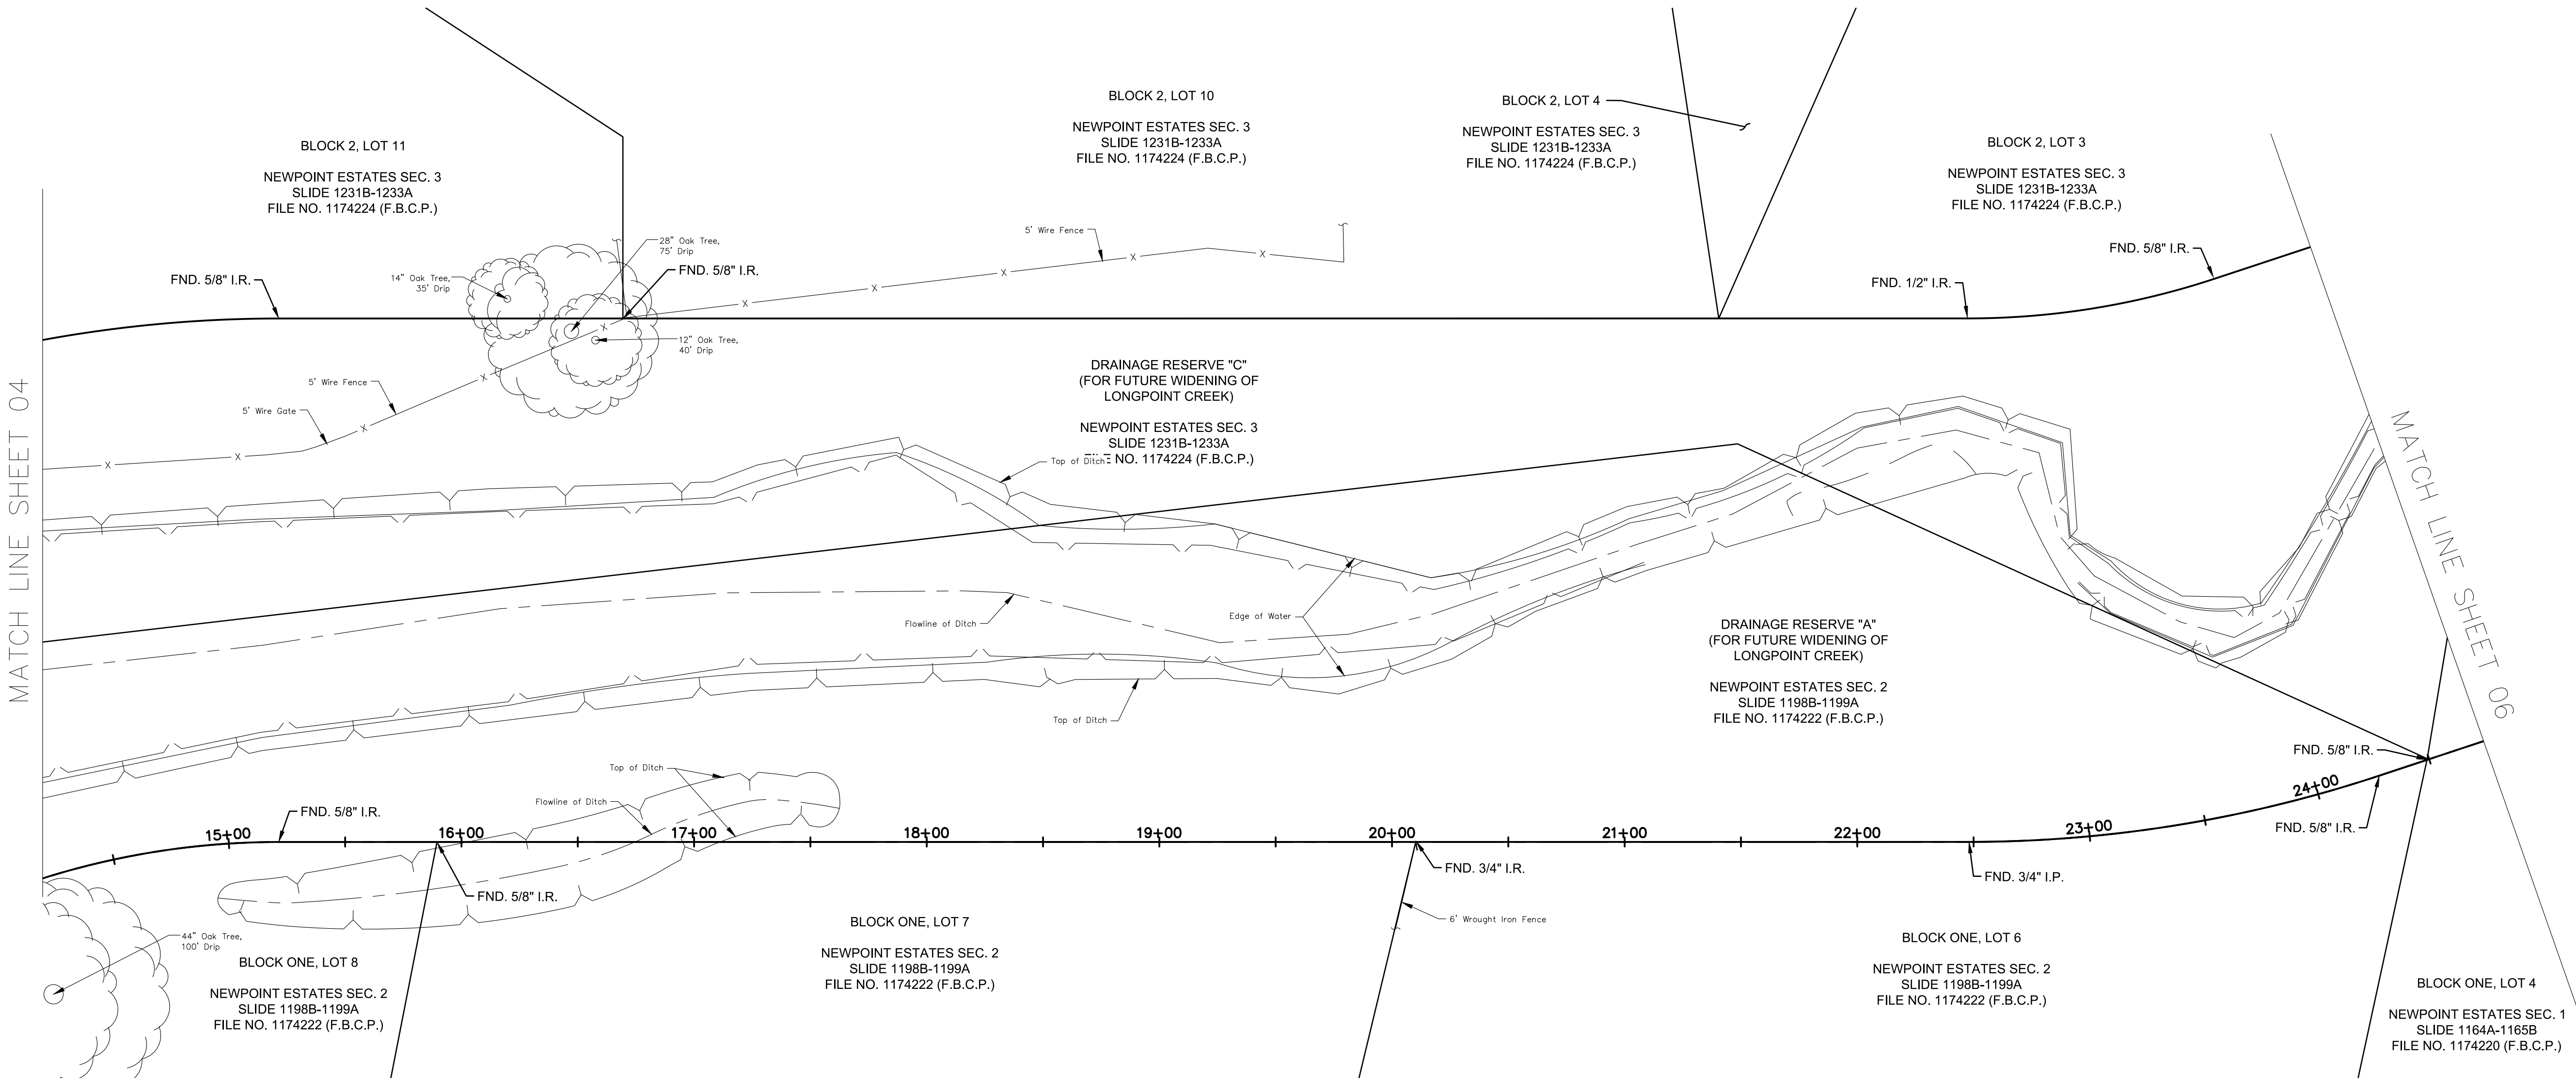 BLOCK 2, LOT 11
NEWPOINT ESTATES SEC. 3
SLIDE 1231B-1233A
FILE NO. 1174224 (F.B.C.P.)
BLOCK 2, LOT 10
NEWPOINT ESTATES SEC. 3
SLIDE 1231B-1233A
FILE NO. 1174224 (F.B.C.P.)
BLOCK 2, LOT 4
NEWPOINT ESTATES SEC. 3
SLIDE 1231B-1233A
FILE NO. 1174224 (F.B.C.P.)
BLOCK 2, LOT 3
NEWPOINT ESTATES SEC. 3
SLIDE 1231B-1233A
FILE NO. 1174224 (F.B.C.P.)
FND. 5/8" I.R.
14" Oak Tree,
35' Drip
28" Oak Tree,
75' Drip
FND. 5/8" I.R.
5' Wire Fence
FND. 1/2" I.R.
FND. 5/8" I.R.
12" Oak Tree,
40' Drip
5' Wire Fence
5' Wire Gate
DRAINAGE RESERVE "C"
(FOR FUTURE WIDENING OF
LONGPOINT CREEK)
NEWPOINT ESTATES SEC. 3
SLIDE 1231B-1233A
FILE NO. 1174224 (F.B.C.P.)
Top of Ditch
MATCH LINE SHEET 04
MATCH LINE SHEET 06
Flowline of Ditch
Edge of Water
Top of Ditch
DRAINAGE RESERVE "A"
(FOR FUTURE WIDENING OF
LONGPOINT CREEK)
NEWPOINT ESTATES SEC. 2
SLIDE 1198B-1199A
FILE NO. 1174222 (F.B.C.P.)
FND. 5/8" I.R.
Top of Ditch
Flowline of Ditch
FND. 5/8" I.R.
15+00
16+00
17+00
18+00
19+00
20+00
21+00
22+00
23+00
24+00
FND. 5/8" I.R.
FND. 5/8" I.R.
FND. 3/4" I.R.
FND. 3/4" I.P.
6' Wrought Iron Fence
44" Oak Tree,
100' Drip
BLOCK ONE, LOT 8
NEWPOINT ESTATES SEC. 2
SLIDE 1198B-1199A
FILE NO. 1174222 (F.B.C.P.)
BLOCK ONE, LOT 7
NEWPOINT ESTATES SEC. 2
SLIDE 1198B-1199A
FILE NO. 1174222 (F.B.C.P.)
BLOCK ONE, LOT 6
NEWPOINT ESTATES SEC. 2
SLIDE 1198B-1199A
FILE NO. 1174222 (F.B.C.P.)
BLOCK ONE, LOT 4
NEWPOINT ESTATES SEC. 1
SLIDE 1164A-1165B
FILE NO. 1174220 (F.B.C.P.)